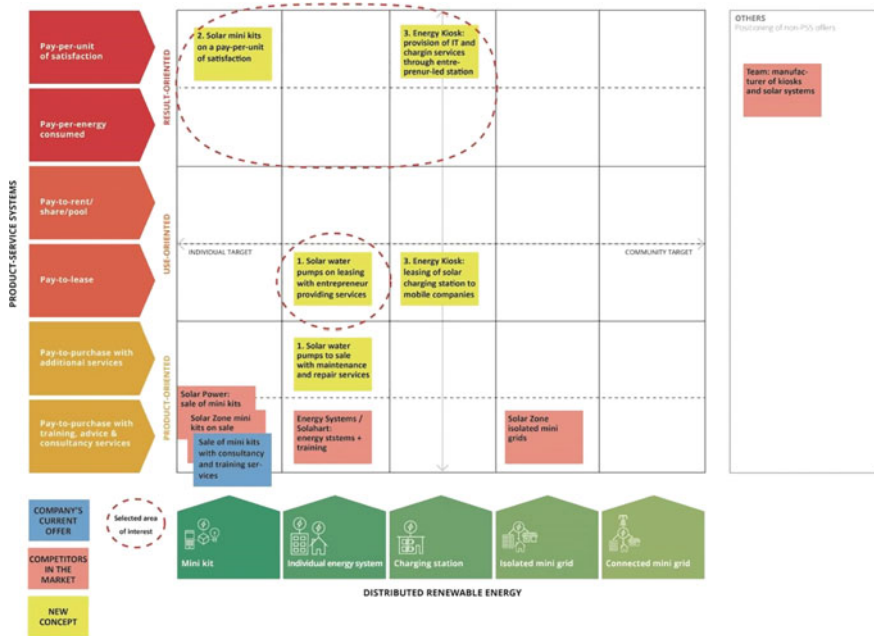 Pay-per-unit
of satisfaction
Pay-per-energy
consumed
Pay-to-rent/
share/pool
Pay-to-lease
Pay-to-purchase with
additional services
Pay-to-purchase with
training, advice &
consultancy services
PRODUCT-SERVICE SYSTEMS
RESULT-ORIENTED
USE-ORIENTED
PRODUCT-ORIENTED
2. Solar mini kits
on a pay-per-unit
of satisfaction
3. Energy Kiosk:
provision of IT and
chargin services
through entre-
prenur-led station
INDIVIDUAL TARGET
COMMUNITY TARGET
1. Solar water
pumps on leasing
with entrepreneur
providing services
3. Energy Kiosk:
leasing of solar
charging station to
mobile companies
1. Solar water
pumps to sale
with maintenance
and repair services
Solar Power:
sale of mini kits
Solar Zone mini
kits on sale
Sale of mini kits
with consultancy
and training ser-
vices
Energy Systems /
Solahart:
energy ststems +
training
Solar Zone
isolated mini
grids
OTHERS
Positioning of non-PSS offers
Team: manufac-
turer of kiosks
and solar systems
COMPANY'S
CURRENT
OFFER
Selected area
of interest
COMPETITORS
IN THE
MARKET
NEW
CONCEPT
Mini kit
Individual energy system
Charging station
Isolated mini grid
Connected mini grid
DISTRIBUTED RENEWABLE ENERGY